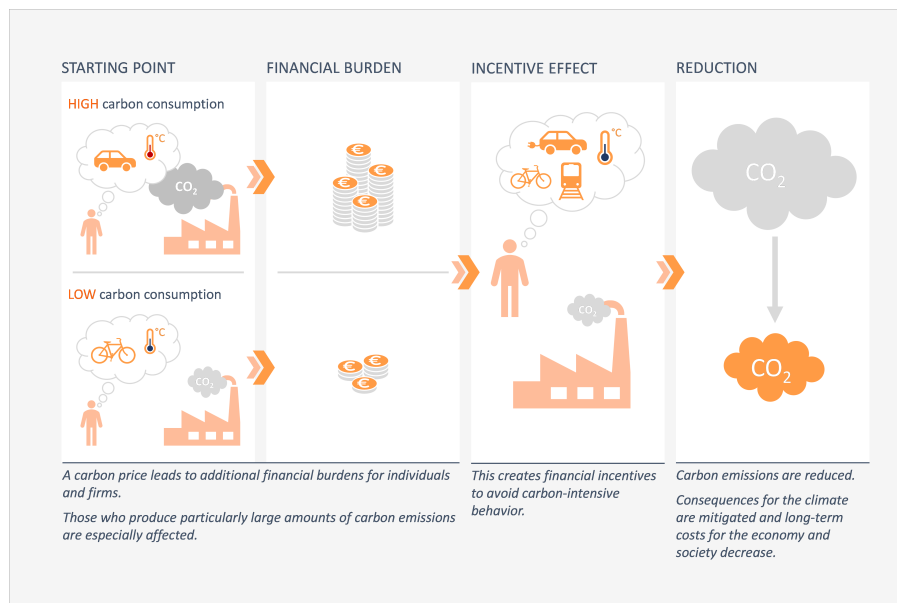 STARTING POINT
FINANCIAL BURDEN
INCENTIVE EFFECT
REDUCTION
HIGH carbon consumption
°C
CO2
€
€
€
€
LOW carbon consumption
°C
CO2
€
€
€
°C
CO2
CO2
CO2
A carbon price leads to additional financial burdens for individuals
and firms.
Those who produce particularly large amounts of carbon emissions
are especially affected.
This creates financial incentives
to avoid carbon-intensive
behavior.
Carbon emissions are reduced.
Consequences for the climate
are mitigated and long-term
costs for the economy and
society decrease.